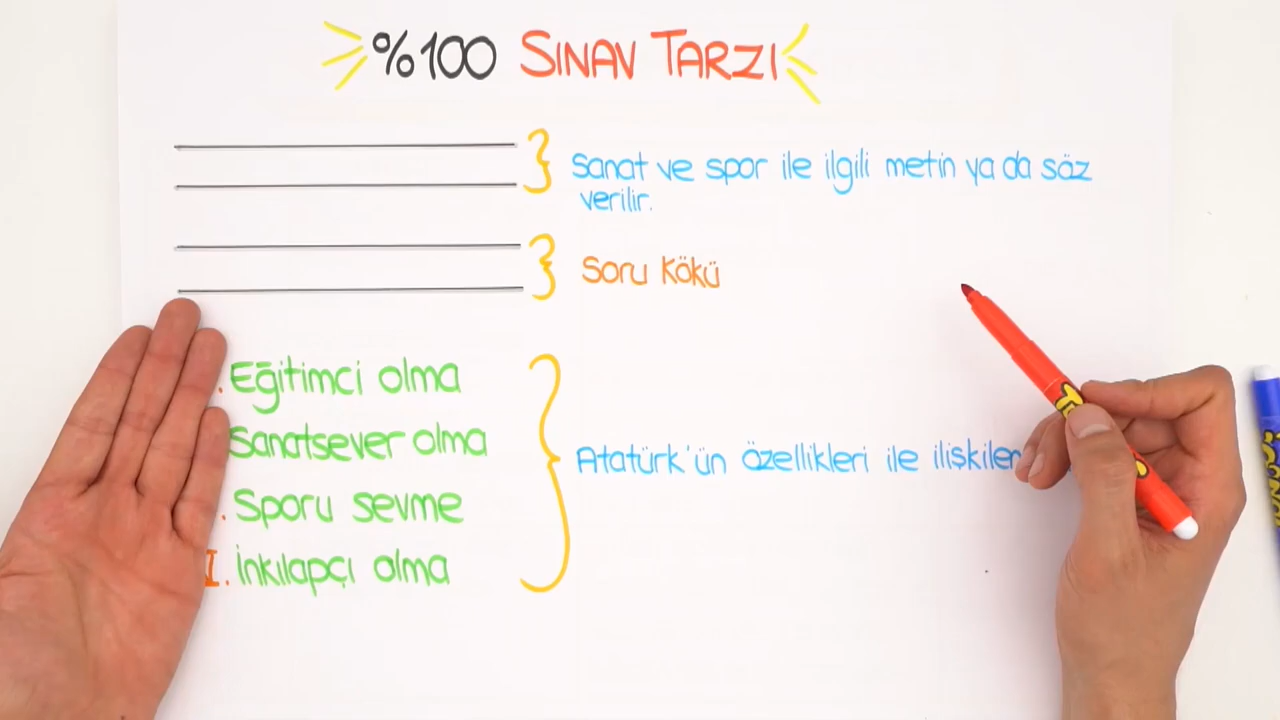 %100 SINAV TARZI
Sanat ve spor ile ilgili metin ya da söz
verilir.
Soru Kökü
. Eğitimci olma
Sanatsever olma
. Sporu sevme
I. İnkılapçı olma
Atatürk'ün özellikleri ile